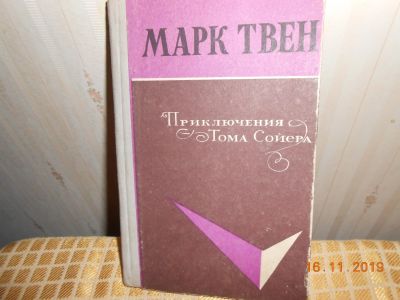 МАРК ТВЕН
Приключения
Тома Сойера
16.11.2019